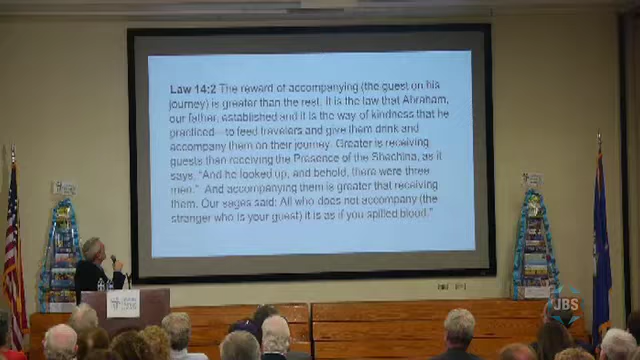 Law 14:2 The reward of accompanying (the guest on his
journey) is greater than the rest. It is the law that Abraham,
our father, established and it is the way of kindness that he
practiced—to feed travelers and give them drink and
accompany them on their journey. Greater is receiving
guests than receiving the Presence of the Shechina, as it
says, "And he looked up, and behold, there were three
men." And accompanying them is greater that receiving
them. Our sages said: All who does not accompany (the
stranger who is your guest) it is as if you spilled blood."
JBS